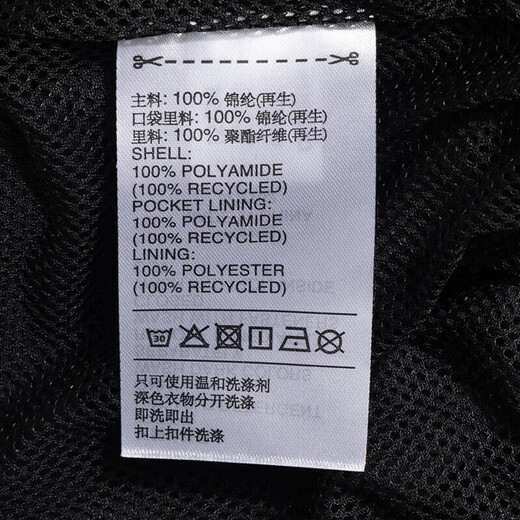 主料: 100% 锦纶(再生)
口袋里料: 100% 锦纶(再生)
里料: 100% 聚酯纤维(再生)
SHELL:
100% POLYAMIDE
(100% RECYCLED)
POCKET LINING:
100% POLYAMIDE
(100% RECYCLED)
LINING:
100% POLYESTER
(100% RECYCLED)
30
只可使用温和洗涤剂
深色衣物分开洗涤
即洗即出
扣上扣件洗涤